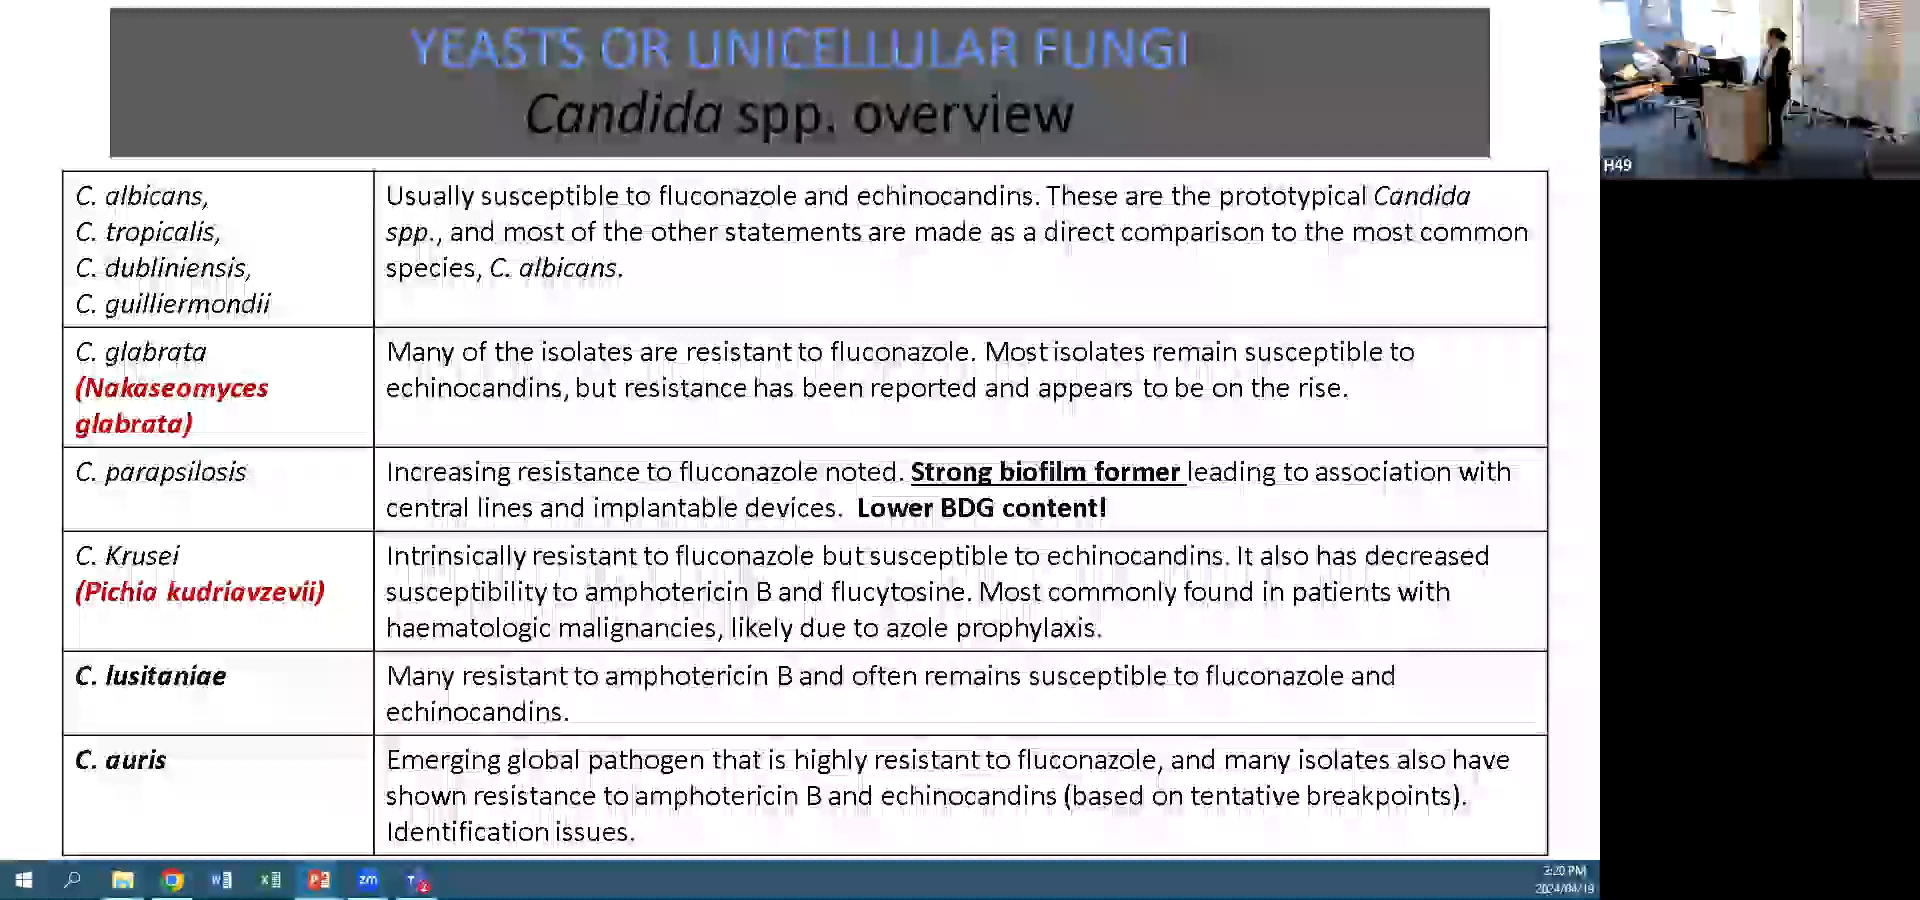 YEASTS OR UNICELLULAR FUNGI
Candida spp. overview
H49
C. albicans,
C. tropicalis,
C. dubliniensis,
C. guilliermondii
Usually susceptible to fluconazole and echinocandins. These are the prototypical Candida
spp., and most of the other statements are made as a direct comparison to the most common
species, C. albicans.
C. glabrata
(Nakaseomyces
glabrata)
Many of the isolates are resistant to fluconazole. Most isolates remain susceptible to
echinocandins, but resistance has been reported and appears to be on the rise.
C. parapsilosis
Increasing resistance to fluconazole noted. Strong biofilm former leading to association with
central lines and implantable devices. Lower BDG content!
C. Krusei
(Pichia kudriavzevii)
Intrinsically resistant to fluconazole but susceptible to echinocandins. It also has decreased
susceptibility to amphotericin B and flucytosine. Most commonly found in patients with
haematologic malignancies, likely due to azole prophylaxis.
C. lusitaniae
Many resistant to amphotericin B and often remains susceptible to fluconazole and
echinocandins.
C. auris
Emerging global pathogen that is highly resistant to fluconazole, and many isolates also have
shown resistance to amphotericin B and echinocandins (based on tentative breakpoints).
Identification issues.
zm
3:20 PM
2024/04/19